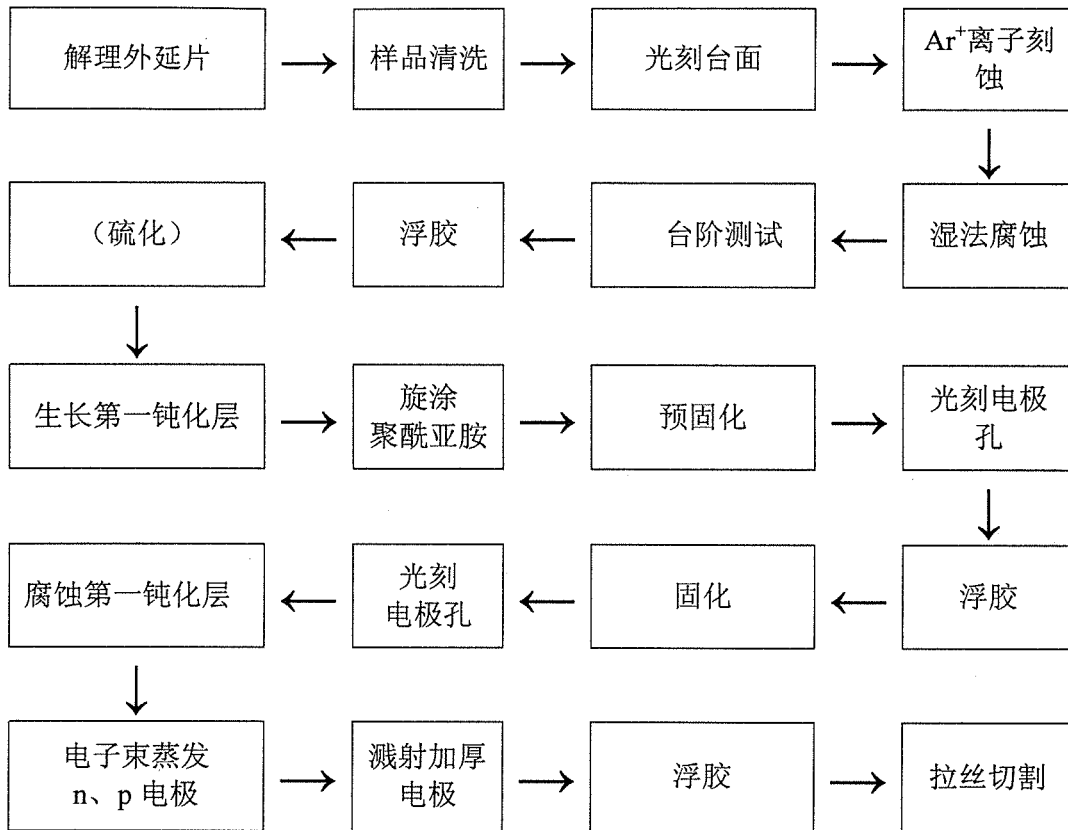 解理外延片
样品清洗
光刻台面
Ar⁺离子刻
蚀
（硫化）
浮胶
台阶测试
湿法腐蚀
生长第一钝化层
旋涂
聚酰亚胺
预固化
光刻电极
孔
腐蚀第一钝化层
光刻
电极孔
固化
浮胶
电子束蒸发
n、p 电极
溅射加厚
电极
浮胶
拉丝切割